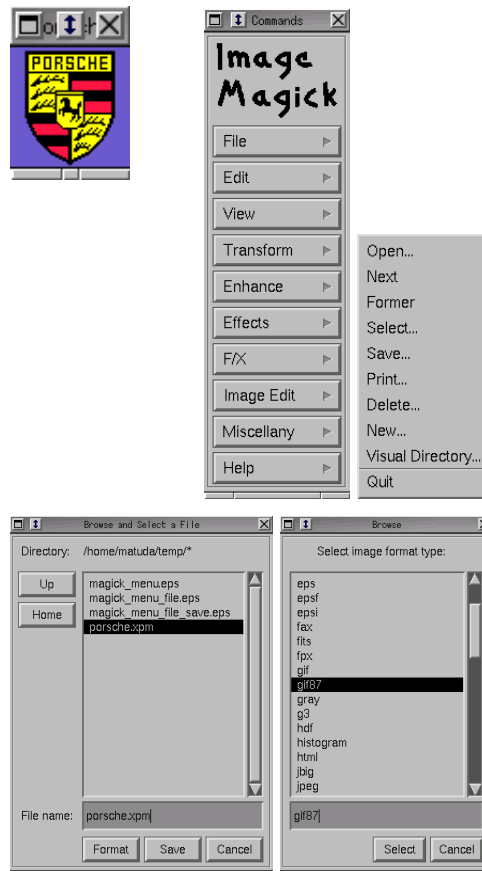 PORSCHE
Commands
Image
Magick
File
Edit
View
Transform
Enhance
Effects
F/X
Image Edit
Miscellany
Help
Open...
Next
Former
Select...
Save...
Print...
Delete...
New...
Visual Directory...
Quit
Browse and Select a File
Directory: /home/matuda/temp/*
Up
Home
magick_menu.eps
magick_menu_file.eps
magick_menu_file_save.eps
porsche.xpm
File name: porsche.xpm
Format Save Cancel
Browse
Select image format type:
eps
epsf
epsi
fax
fits
fpx
gif
gif87
gray
g3
hdf
histogram
html
jbig
jpeg
gif87
Select Cancel